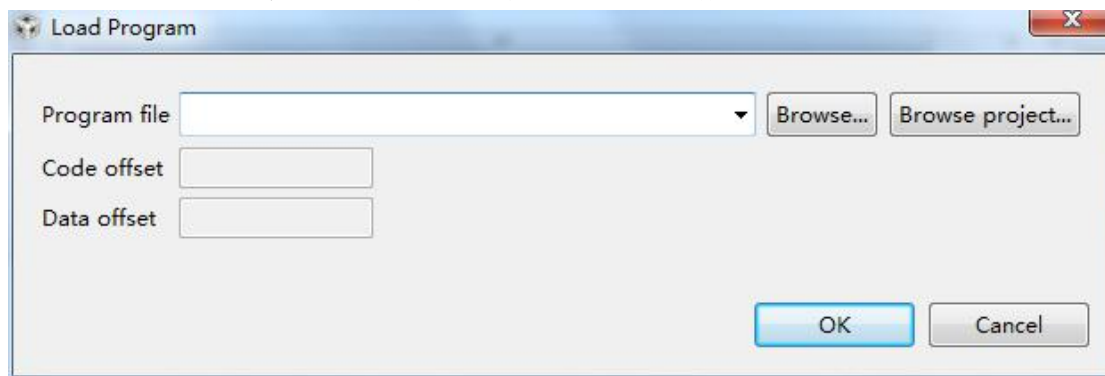 Load Program
Program file Browse... Browse project...
Code offset
Data offset
OK Cancel